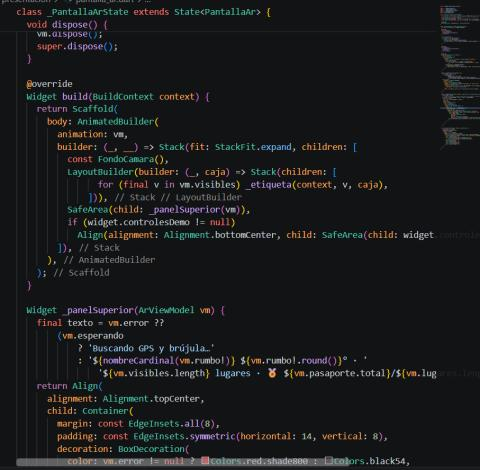 presentacion > pantalla_ar.dart > ...
class _PantallaArState extends State<PantallaAr> {
void dispose() {
vm.dispose();
super.dispose();
}
@override
Widget build(BuildContext context) {
return Scaffold(
body: AnimatedBuilder(
animation: vm,
builder: (_, __) => Stack(fit: StackFit.expand, children: [
const FondoCamara(),
LayoutBuilder(builder: (_, caja) => Stack(children: [
for (final v in vm.visibles) _etiqueta(context, v, caja),
])), // Stack // LayoutBuilder
SafeArea(child: _panelSuperior(vm)),
if (widget.controlesDemo != null)
Align(alignment: Alignment.bottomCenter, child: SafeArea(child: widget.controle
]), // Stack
), // AnimatedBuilder
); // Scaffold
}
Widget _panelSuperior(ArViewModel vm) {
final texto = vm.error ??
(vm.esperando
? 'Buscando GPS y brújula…'
: '${nombreCardinal(vm.rumbo!)} ${vm.rumbo!.round()}° · '
'${vm.visibles.length} lugares · 🏅 ${vm.pasaporte.total}/${vm.lugares.leng
return Align(
alignment: Alignment.topCenter,
child: Container(
margin: const EdgeInsets.all(8),
padding: const EdgeInsets.symmetric(horizontal: 14, vertical: 8),
decoration: BoxDecoration(
color: vm.error != null ? Colors.red.shade800 : Colors.black54,